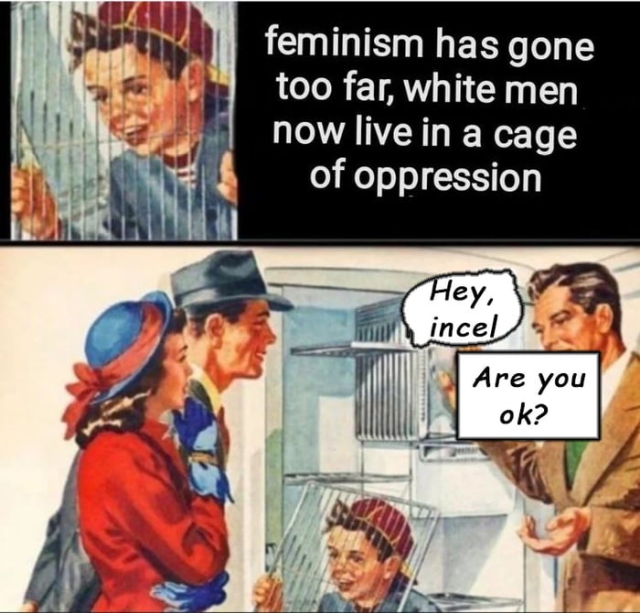 feminism has gone
too far, white men
now live in a cage
of oppression
Hey,
incel
Are you
ok?